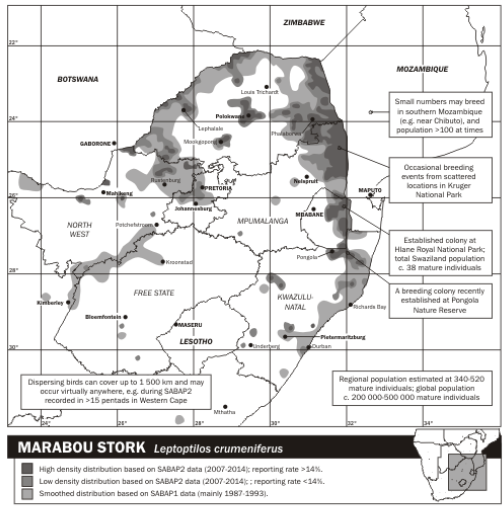 ZIMBABWE
22°
BOTSWANA
MOZAMBIQUE
Louis Trichardt
Small numbers may breed
in southern Mozambique
(e.g. near Chibuto), and
population >100 at times
Polokwane
24°
Lephalale
Phalaborwa
Mokopane
GABORONE
Occasional breeding
events from scattered
locations in Kruger
National Park
Rustenburg
PRETORIA
Nelspruit
MAPUTO
Mahikeng
26°
Johannesburg
MBABANE
NORTH
WEST
Potchefstroom
MPUMALANGA
Established colony at
Hlane Royal National Park;
total Swaziland population
c. 38 mature individuals
Pongola
Kroonstad
28°
A breeding colony recently
established at Pongola
Nature Reserve
FREE STATE
KWAZULU-
NATAL
Kimberley
Richards Bay
Bloemfontein
MASERU
LESOTHO
Pietermaritzburg
Underberg
Durban
30°
Dispersing birds can cover up to 1 500 km and may
occur virtually anywhere, e.g. during SABAP2
recorded in >15 pentads in Western Cape
Regional population estimated at 340-520
mature individuals; global population
c. 200 000-500 000 mature individuals
Mthatha
24° 26° 28° 30° 32° 34°
MARABOU STORK Leptoptilos crumeniferus
High density distribution based on SABAP2 data (2007-2014); reporting rate >14%.
Low density distribution based on SABAP2 data (2007-2014); ; reporting rate <14%.
Smoothed distribution based on SABAP1 data (mainly 1987-1993).